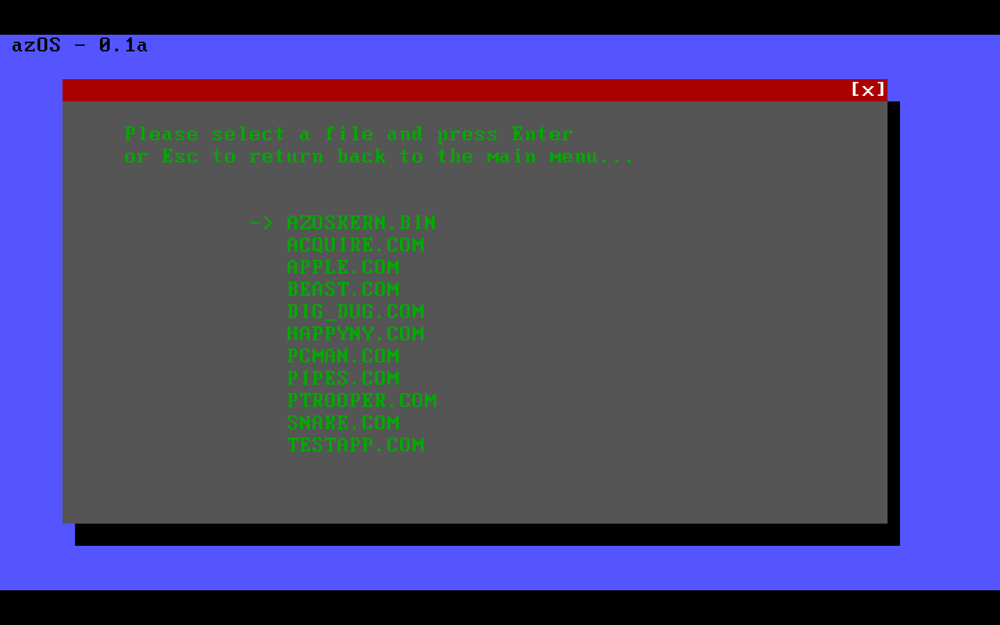 azOS - 0.1a
[x]
Please select a file and press Enter
or Esc to return back to the main menu...
-> AZOSKERN.BIN
ACQUIRE.COM
APPLE.COM
BEAST.COM
DIG_DUG.COM
HAPPYNY.COM
PCMAN.COM
PIPES.COM
PTROOPER.COM
SNAKE.COM
TESTAPP.COM